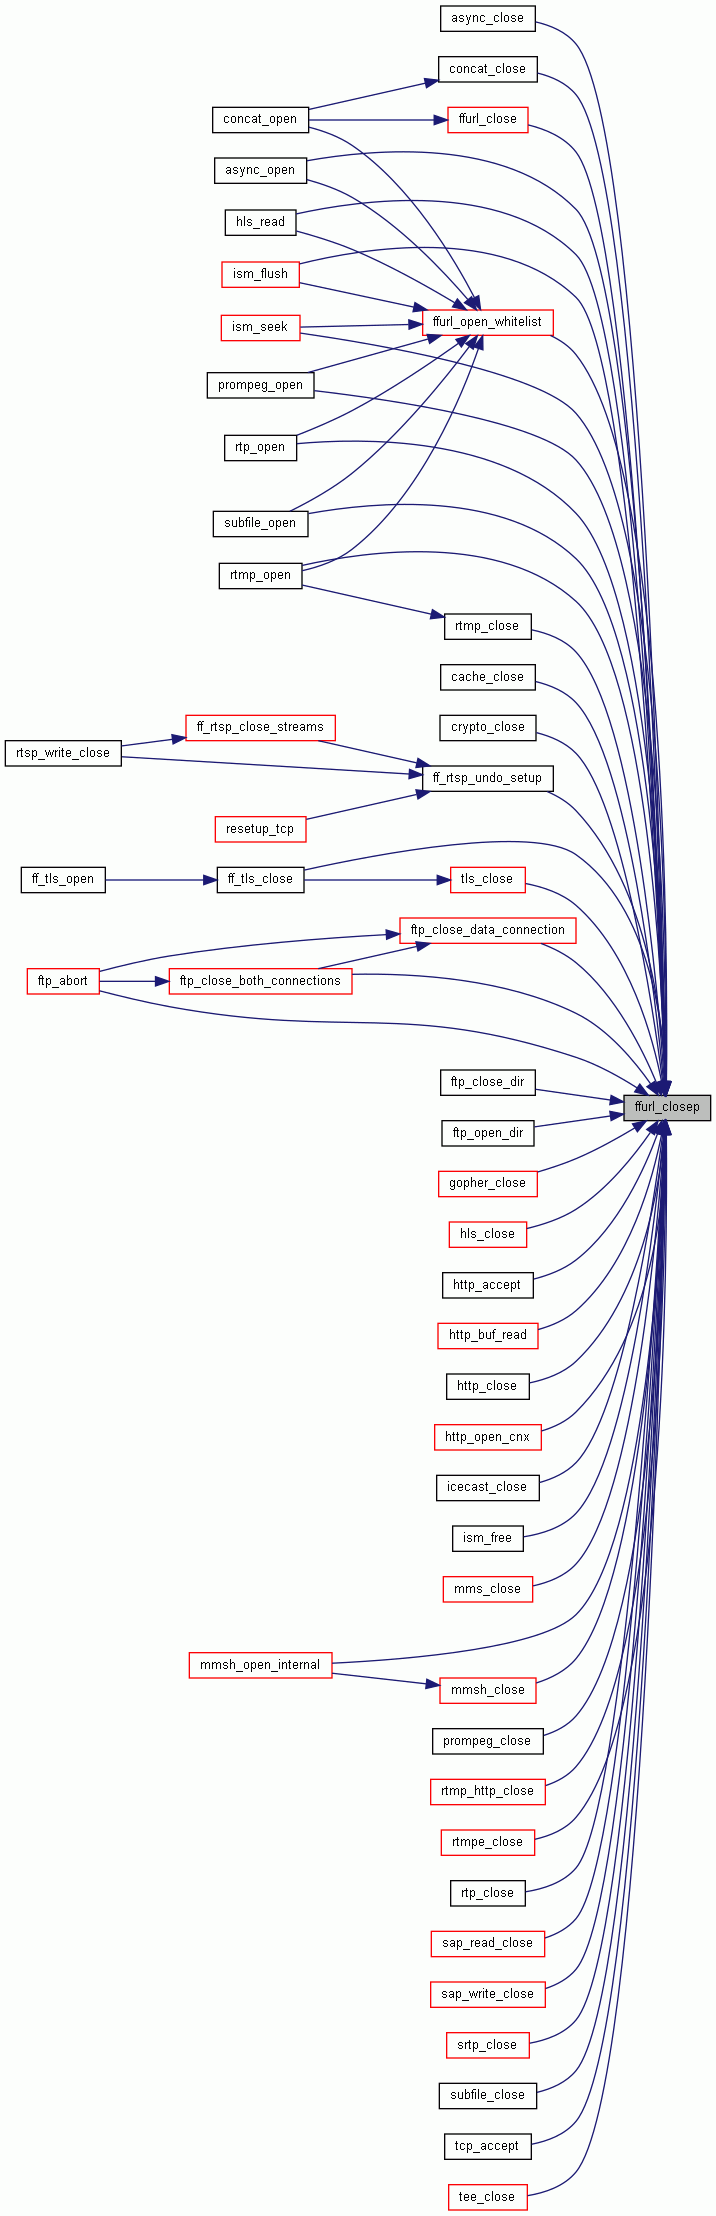 async_close
concat_close
concat_open
ffurl_close
async_open
hls_read
ism_flush
ffurl_open_whitelist
ism_seek
prompeg_open
rtp_open
subfile_open
rtmp_open
rtmp_close
cache_close
ff_rtsp_close_streams
crypto_close
rtsp_write_close
ff_rtsp_undo_setup
resetup_tcp
ff_tls_open
ff_tls_close
tls_close
ftp_close_data_connection
ftp_abort
ftp_close_both_connections
ftp_close_dir
ffurl_closep
ftp_open_dir
gopher_close
hls_close
http_accept
http_buf_read
http_close
http_open_cnx
icecast_close
ism_free
mms_close
mmsh_open_internal
mmsh_close
prompeg_close
rtmp_http_close
rtmpe_close
rtp_close
sap_read_close
sap_write_close
srtp_close
subfile_close
tcp_accept
tee_close